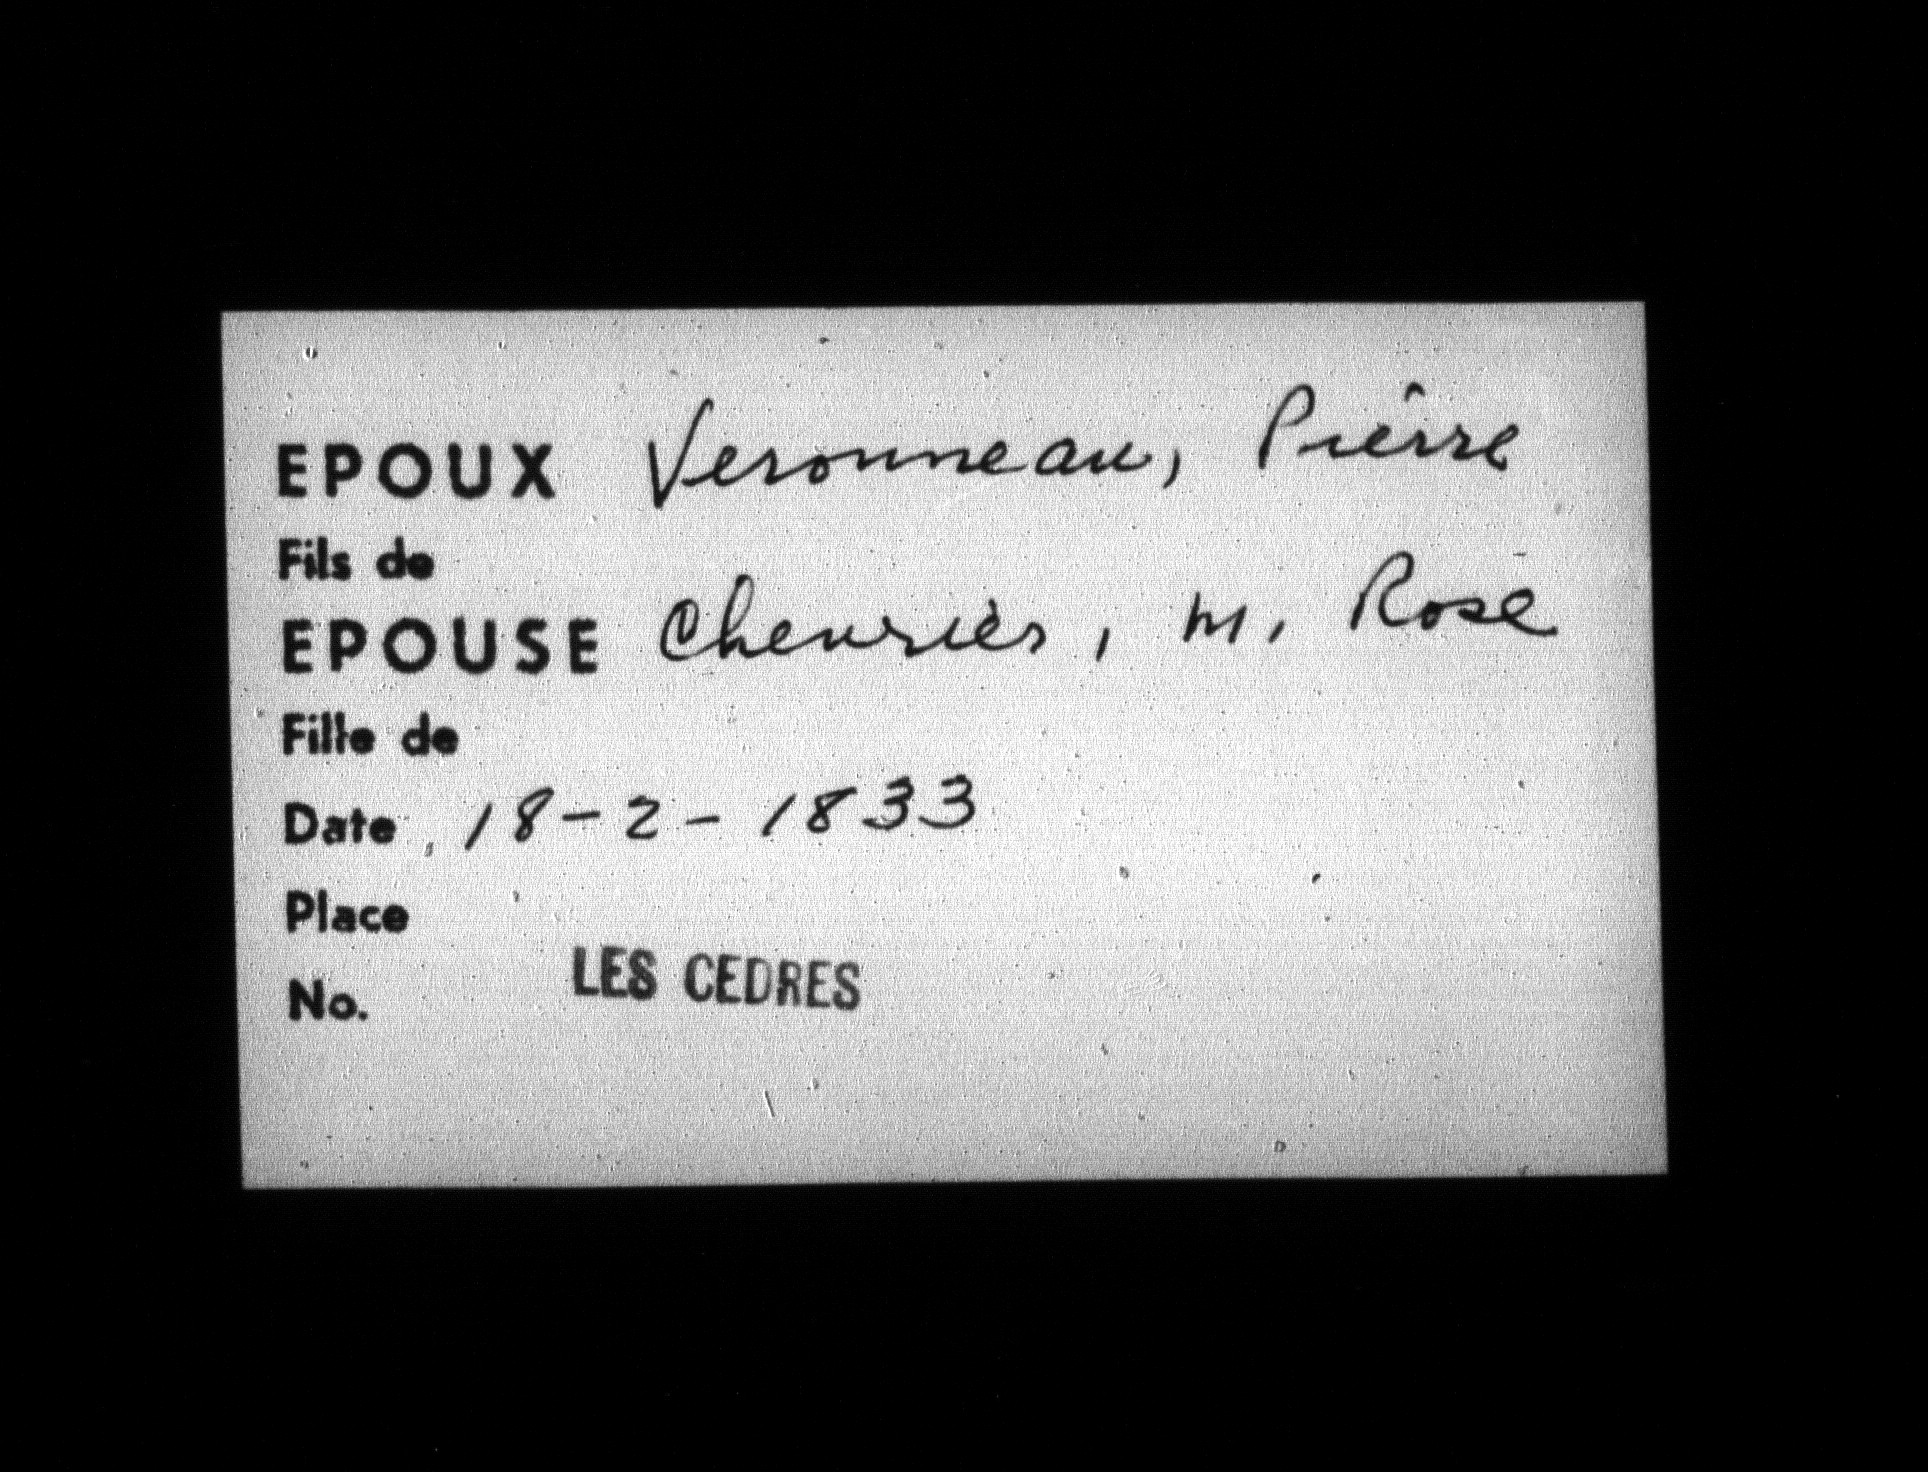 EPOUX Veronneau, Pierre
Fils de
EPOUSE Chevrier, m. Rose
Fille de
Date 18-2-1833
Place
LES CEDRES
No.